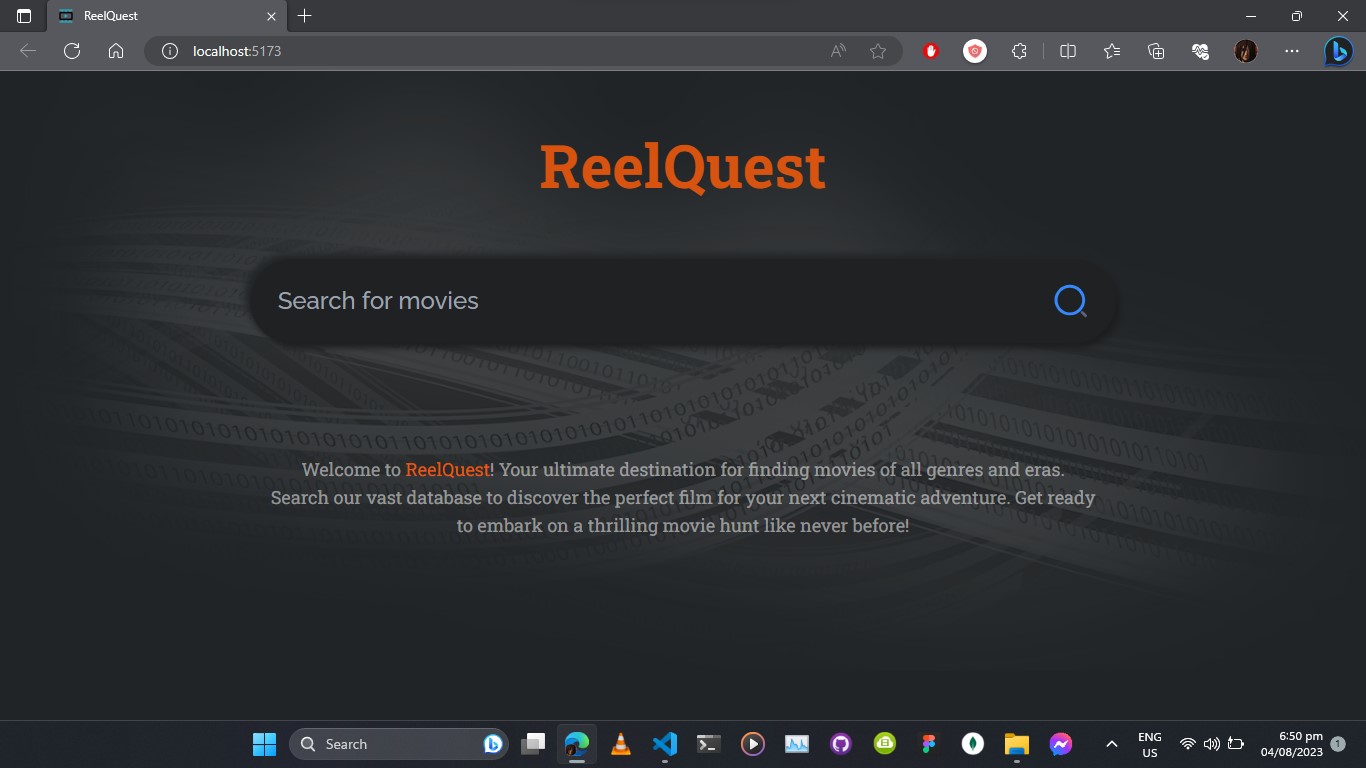 ReelQuest
localhost:5173
ReelQuest
Search for movies
Welcome to ReelQuest! Your ultimate destination for finding movies of all genres and eras.
Search our vast database to discover the perfect film for your next cinematic adventure. Get ready
to embark on a thrilling movie hunt like never before!
Search
ENG
US
6:50 pm
04/08/2023
1